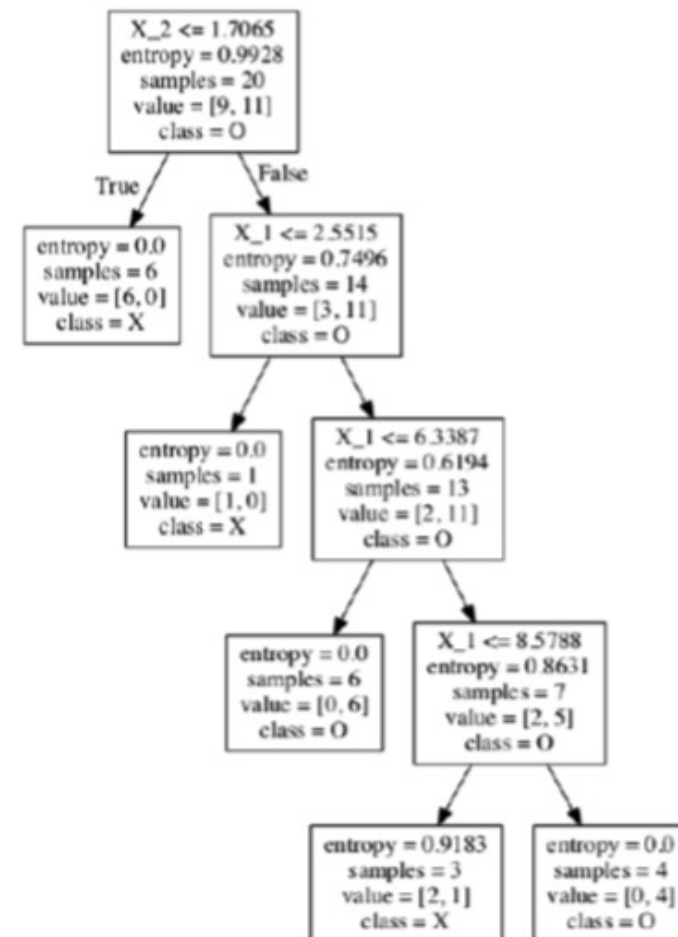 X_2 <= 1.7065
entropy = 0.9928
samples = 20
value = [9, 11]
class = O
True
False
entropy = 0.0
samples = 6
value = [6, 0]
class = X
X_1 <= 2.5515
entropy = 0.7496
samples = 14
value = [3, 11]
class = O
entropy = 0.0
samples = 1
value = [1, 0]
class = X
X_1 <= 6.3387
entropy = 0.6194
samples = 13
value = [2, 11]
class = O
entropy = 0.0
samples = 6
value = [0, 6]
class = O
X_1 <= 8.5788
entropy = 0.8631
samples = 7
value = [2, 5]
class = O
entropy = 0.9183
samples = 3
value = [2, 1]
class = X
entropy = 0.0
samples = 4
value = [0, 4]
class = O